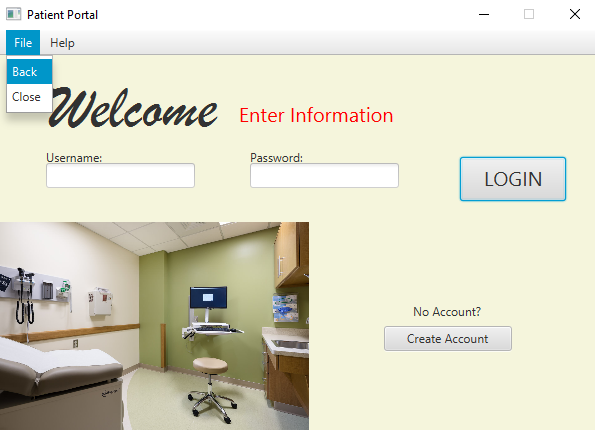 Patient Portal
File Help
Back
Close
Welcome Enter Information
Username: Password:
LOGIN
No Account?
Create Account